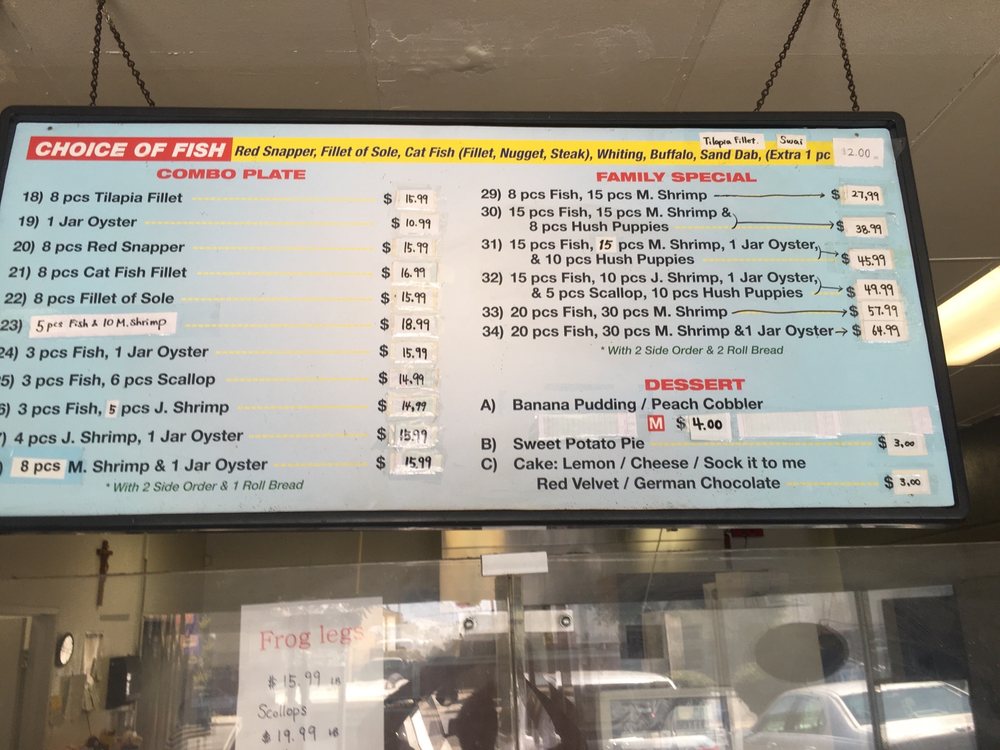 Tilapia Fillet. Swai
CHOICE OF FISH Red Snapper, Fillet of Sole, Cat Fish (Fillet, Nugget, Steak), Whiting, Buffalo, Sand Dab, (Extra 1 pc $2.00
COMBO PLATE
18) 8 pcs Tilapia Fillet $ 15.99
19) 1 Jar Oyster $ 10.99
20) 8 pcs Red Snapper $ 15.99
21) 8 pcs Cat Fish Fillet $ 16.99
22) 8 pcs Fillet of Sole $ 15.99
23) 5 pcs Fish & 10 M. Shrimp $ 18.99
24) 3 pcs Fish, 1 Jar Oyster $ 15.99
5) 3 pcs Fish, 6 pcs Scallop $ 14.99
6) 3 pcs Fish, 5 pcs J. Shrimp $ 14.99
) 4 pcs J. Shrimp, 1 Jar Oyster $ 15.99
) 8 pcs M. Shrimp & 1 Jar Oyster $ 15.99
* With 2 Side Order & 1 Roll Bread
FAMILY SPECIAL
29) 8 pcs Fish, 15 pcs M. Shrimp $ 27.99
30) 15 pcs Fish, 15 pcs M. Shrimp &
8 pcs Hush Puppies $ 38.99
31) 15 pcs Fish, 15 pcs M. Shrimp, 1 Jar Oyster,
& 10 pcs Hush Puppies $ 45.99
32) 15 pcs Fish, 10 pcs J. Shrimp, 1 Jar Oyster,
& 5 pcs Scallop, 10 pcs Hush Puppies $ 49.99
33) 20 pcs Fish, 30 pcs M. Shrimp $ 57.99
34) 20 pcs Fish, 30 pcs M. Shrimp &1 Jar Oyster $ 64.99
* With 2 Side Order & 2 Roll Bread
DESSERT
A) Banana Pudding / Peach Cobbler
M $ 4.00
B) Sweet Potato Pie $ 3.00
C) Cake: Lemon / Cheese / Sock it to me
Red Velvet / German Chocolate $ 3.00
Frog legs
$ 15.99 LB
Scollops
$ 19.99 LB